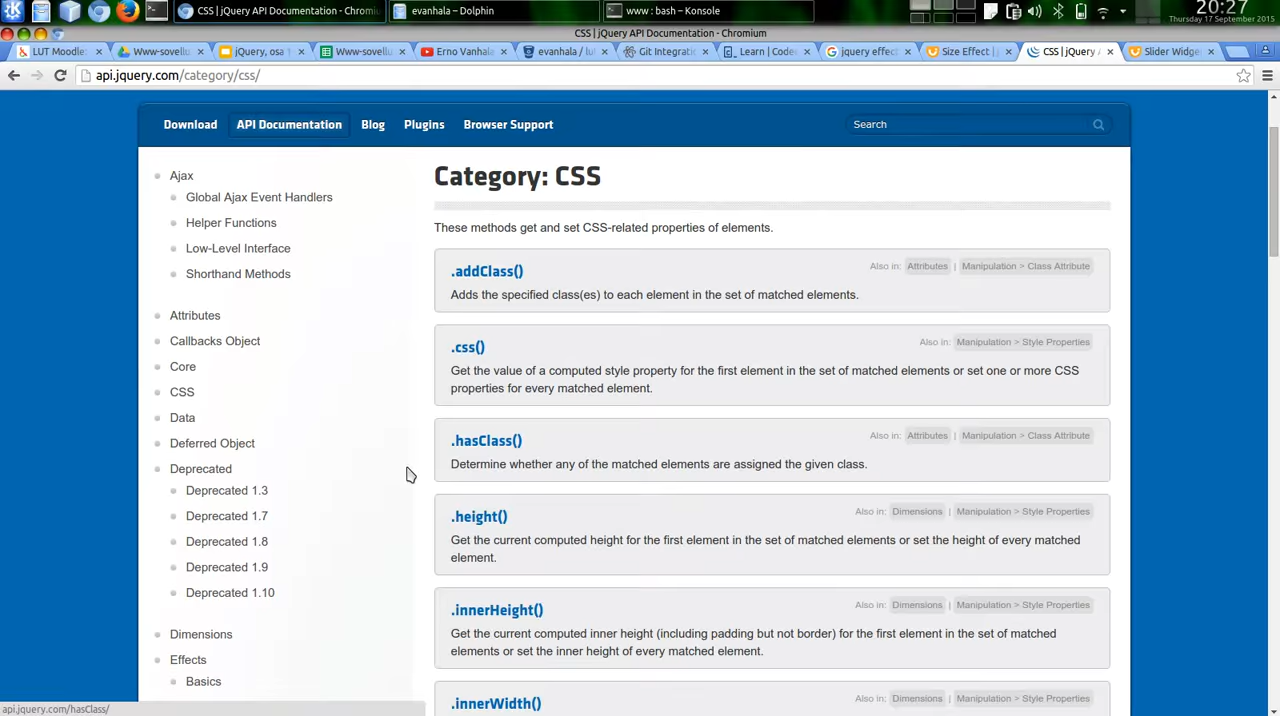 CSS | jQuery API Documentation - Chromiu
evanhala – Dolphin
www : bash – Konsole
20:27
Thursday 17 September 2015
CSS | jQuery API Documentation - Chromium
LUT Moodle:
Www-sovellu
jQuery, osa
Www-sovellu
Erno Vanhala
evanhala / lut
Git Integratio
Learn | Codec
jquery effect
Size Effect | j
CSS | jQuery A
Slider Widge
api.jquery.com/category/css/
Download
API Documentation
Blog
Plugins
Browser Support
Search
Ajax
Global Ajax Event Handlers
Helper Functions
Low-Level Interface
Shorthand Methods
Attributes
Callbacks Object
Core
CSS
Data
Deferred Object
Deprecated
Deprecated 1.3
Deprecated 1.7
Deprecated 1.8
Deprecated 1.9
Deprecated 1.10
Dimensions
Effects
Basics
Category: CSS
These methods get and set CSS-related properties of elements.
.addClass()
Also in: Attributes | Manipulation > Class Attribute
Adds the specified class(es) to each element in the set of matched elements.
.css()
Also in: Manipulation > Style Properties
Get the value of a computed style property for the first element in the set of matched elements or set one or more CSS
properties for every matched element.
.hasClass()
Also in: Attributes | Manipulation > Class Attribute
Determine whether any of the matched elements are assigned the given class.
.height()
Also in: Dimensions | Manipulation > Style Properties
Get the current computed height for the first element in the set of matched elements or set the height of every matched
element.
.innerHeight()
Also in: Dimensions | Manipulation > Style Properties
Get the current computed inner height (including padding but not border) for the first element in the set of matched
elements or set the inner height of every matched element.
.innerWidth()
Also in: Dimensions | Manipulation > Style Properties
api.jquery.com/hasClass/